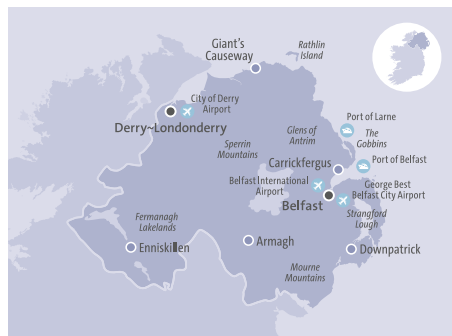 Giant's
Causeway
Rathlin
Island
City of Derry
Airport
Derry~Londonderry
Port of Larne
Glens of
Antrim
The
Gobbins
Sperrin
Mountains
Carrickfergus
Port of Belfast
Belfast International
Airport
George Best
Belfast City Airport
Belfast
Strangford
Lough
Fermanagh
Lakelands
Enniskillen
Armagh
Downpatrick
Mourne
Mountains